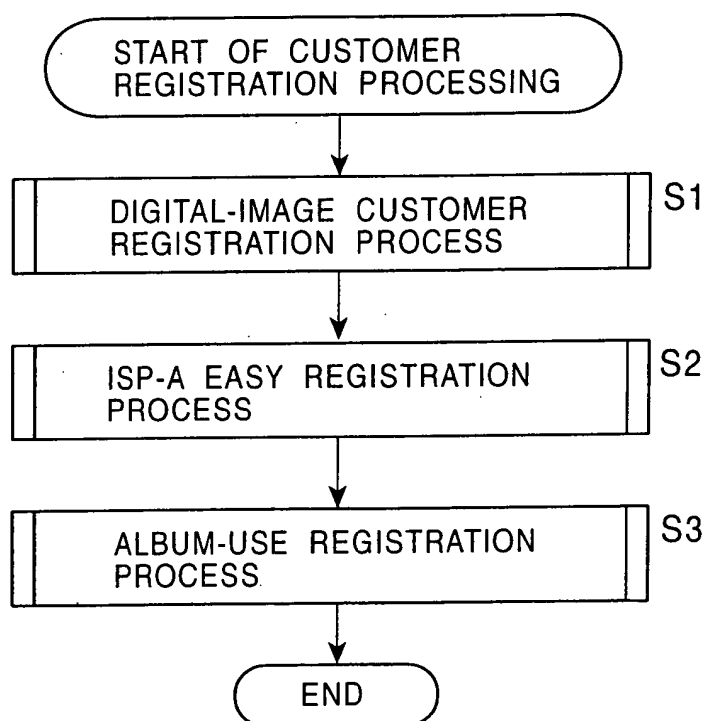 START OF CUSTOMER
REGISTRATION PROCESSING
DIGITAL-IMAGE CUSTOMER
REGISTRATION PROCESS
S1
ISP-A EASY REGISTRATION
PROCESS
S2
ALBUM-USE REGISTRATION
PROCESS
S3
END